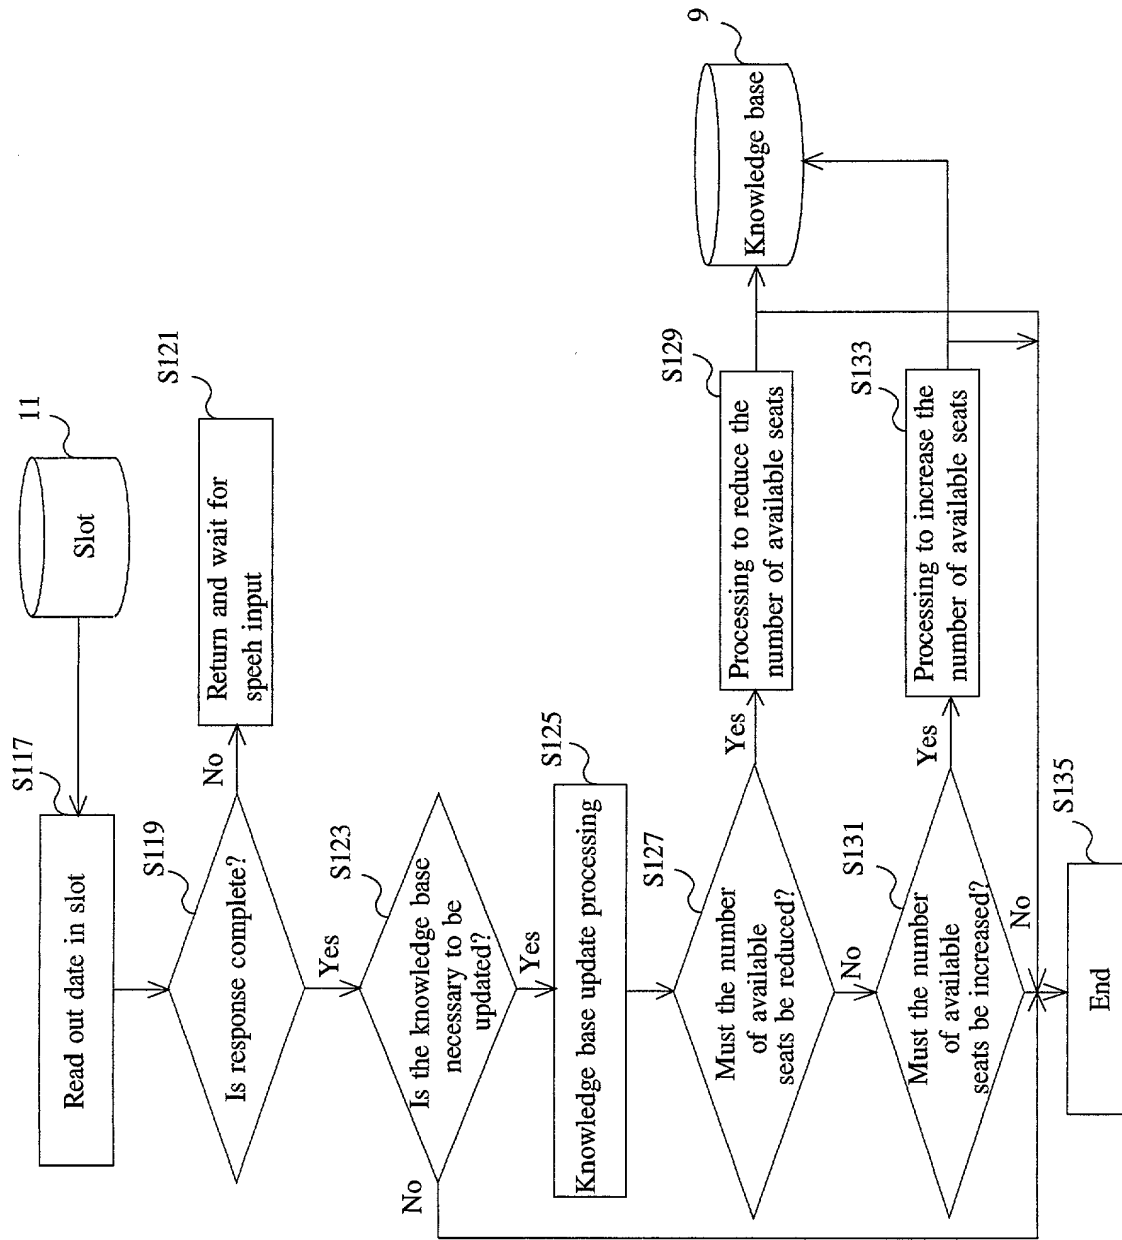 11
Slot
S117
Read out date in slot
S119
Is response complete?
No
S121
Return and wait for
speeh input
Yes
S123
Is the knowledge base
necessary to be
updated?
No
Yes
S125
Knowledge base update processing
S127
Must the number
of available
seats be reduced?
Yes
S129
Processing to reduce the
number of available seats
9
Knowledge base
No
S131
Must the number
of available
seats be increased?
Yes
S133
Processing to increase the
number of available seats
No
S135
End